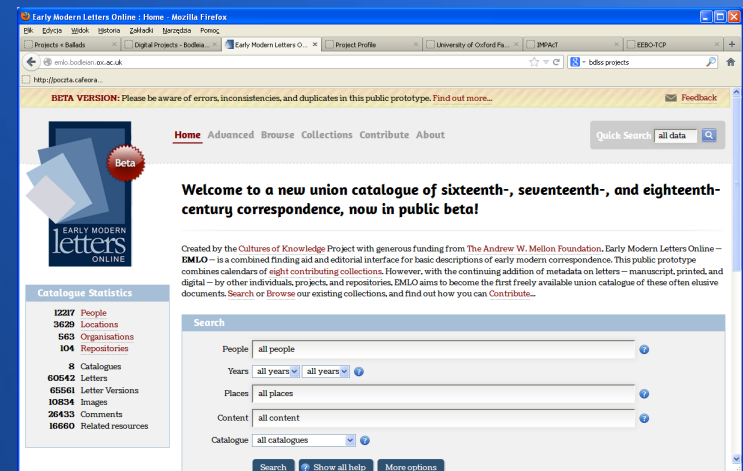 Early Modern Letters Online : Home - Mozilla Firefox
Plik Edycja Widok Historia Zakładki Narzędzia Pomoc
Projects « Ballads × Digital Projects - Bodleia... × Early Modern Letters O... × Project Profile × University of Oxford Fa... × IMPAcT × EEBO-TCP × +
emlo.bodleian.ox.ac.uk bdlss projects
http://poczta.cafeora...
BETA VERSION: Please be aware of errors, inconsistencies, and duplicates in this public prototype. Find out more... Feedback
Home Advanced Browse Collections Contribute About Quick Search all data
Beta
EARLY MODERN
letters
ONLINE
Welcome to a new union catalogue of sixteenth-, seventeenth-, and eighteenth-
century correspondence, now in public beta!
Created by the Cultures of Knowledge Project with generous funding from The Andrew W. Mellon Foundation, Early Modern Letters Online –
EMLO – is a combined finding aid and editorial interface for basic descriptions of early modern correspondence. This public prototype
combines calendars of eight contributing collections. However, with the continuing addition of metadata on letters – manuscript, printed, and
digital – by other individuals, projects, and repositories, EMLO aims to become the first freely available union catalogue of these often elusive
documents. Search or Browse our existing collections, and find out how you can Contribute...
Catalogue Statistics
12217 People
3629 Locations
563 Organisations
104 Repositories
8 Catalogues
60542 Letters
65561 Letter Versions
10834 Images
26433 Comments
16660 Related resources
Search
People all people ?
Years all years all years ?
Places all places ?
Content all content ?
Catalogue all catalogues ?
Search ? Show all help More options